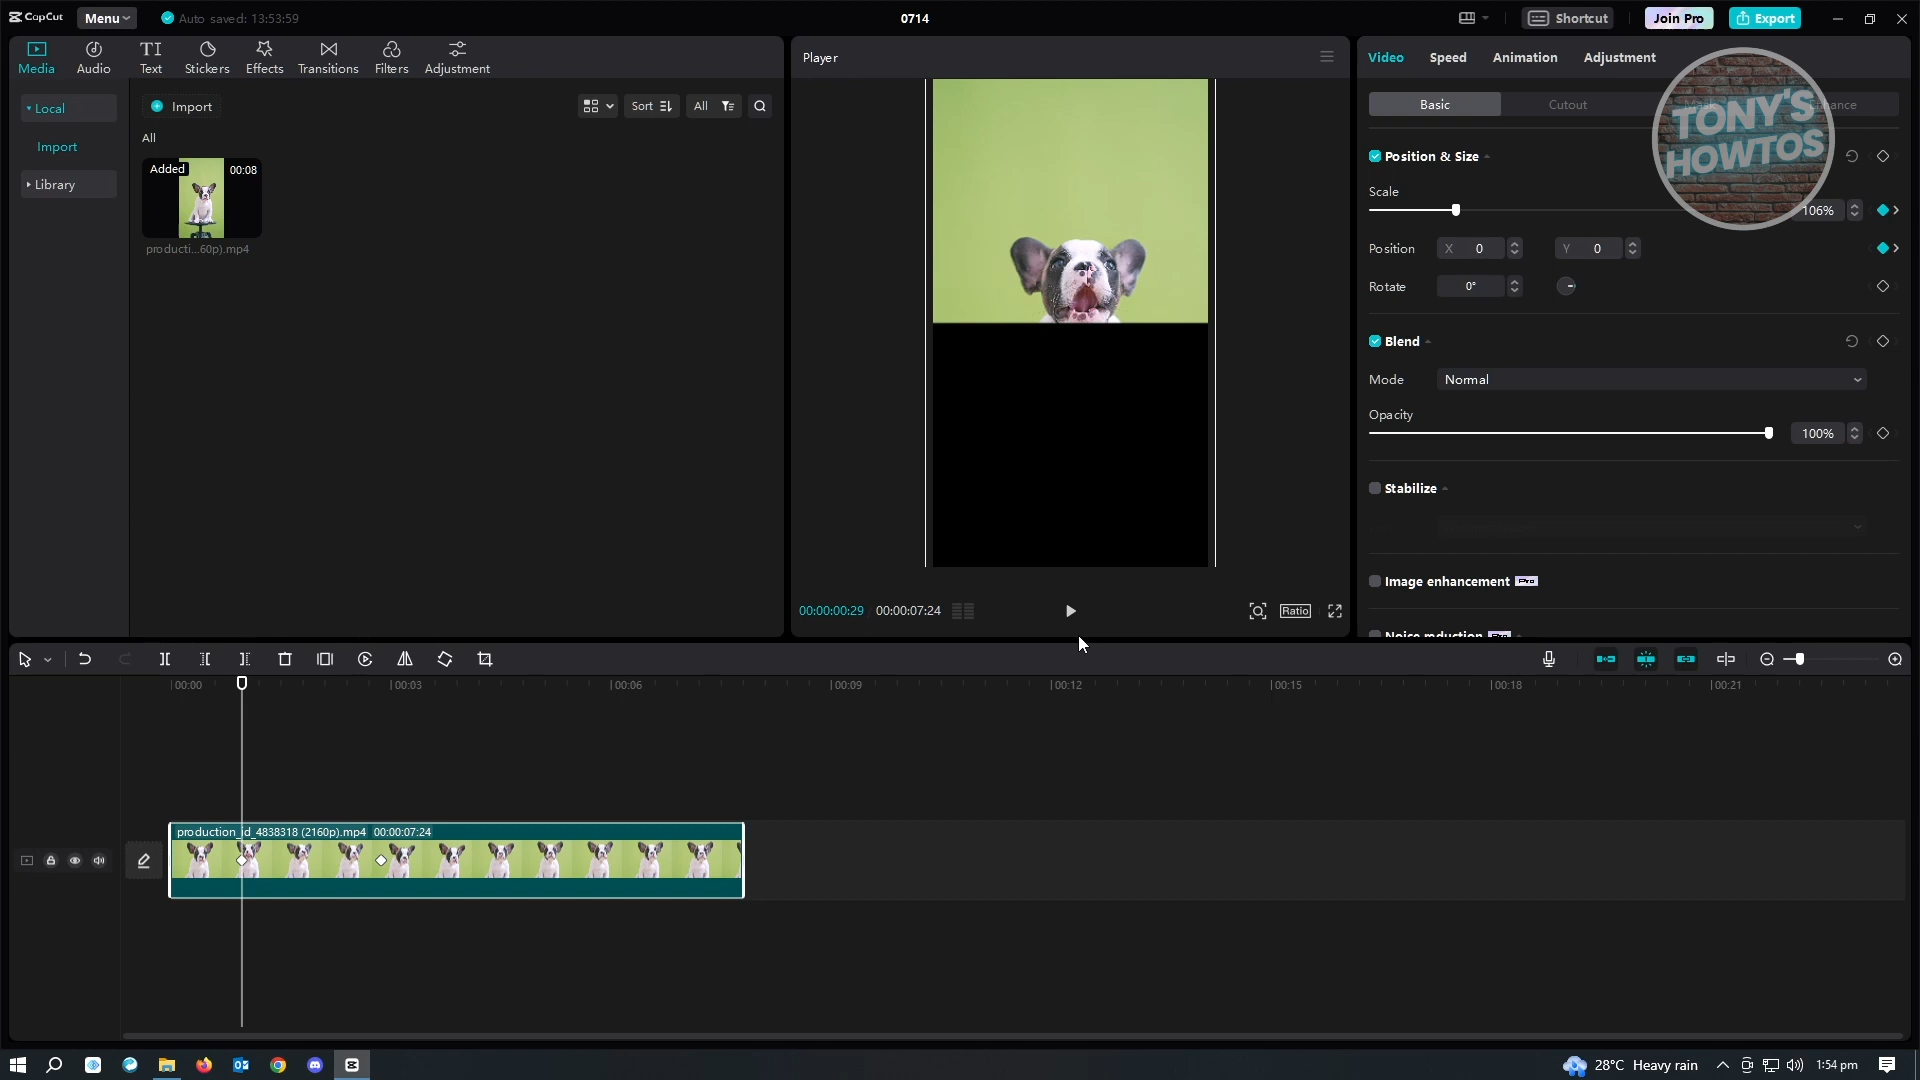 CapCut
Menu
Auto saved: 13:53:59
0714
Shortcut
Join Pro
Export
Media
Audio
Text
Stickers
Effects
Transitions
Filters
Adjustment
Local
Import
Library
Import
Sort
All
All
Added
00:08
producti...60p).mp4
Player
00:00:00:29
00:00:07:24
Ratio
Video
Speed
Animation
Adjustment
Basic
Cutout
TONY'S
HOWTOS
Position & Size
Scale
106%
Position
X 0
Y 0
Rotate
0°
Blend
Mode
Normal
Opacity
100%
Stabilize
Image enhancement
Pro
Noise rduction
00:00
00:03
00:06
00:09
00:12
00:15
00:18
00:21
production_id_4838318 (2160p).mp4 00:00:07:24
28°C Heavy rain
1:54 pm